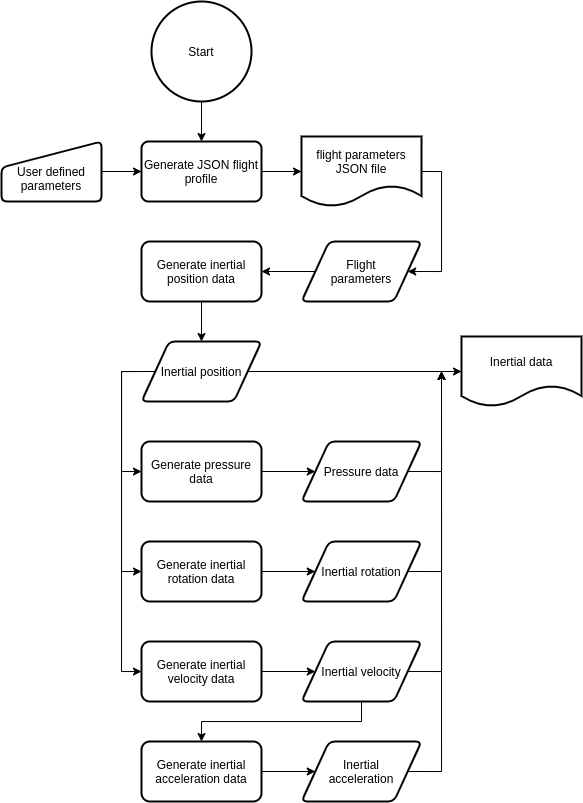 Start
User defined
parameters
Generate JSON flight
profile
flight parameters
JSON file
Generate inertial
position data
Flight
parameters
Inertial position
Inertial data
Generate pressure
data
Pressure data
Generate inertial
rotation data
Inertial rotation
Generate inertial
velocity data
Inertial velocity
Generate inertial
acceleration data
Inertial
acceleration